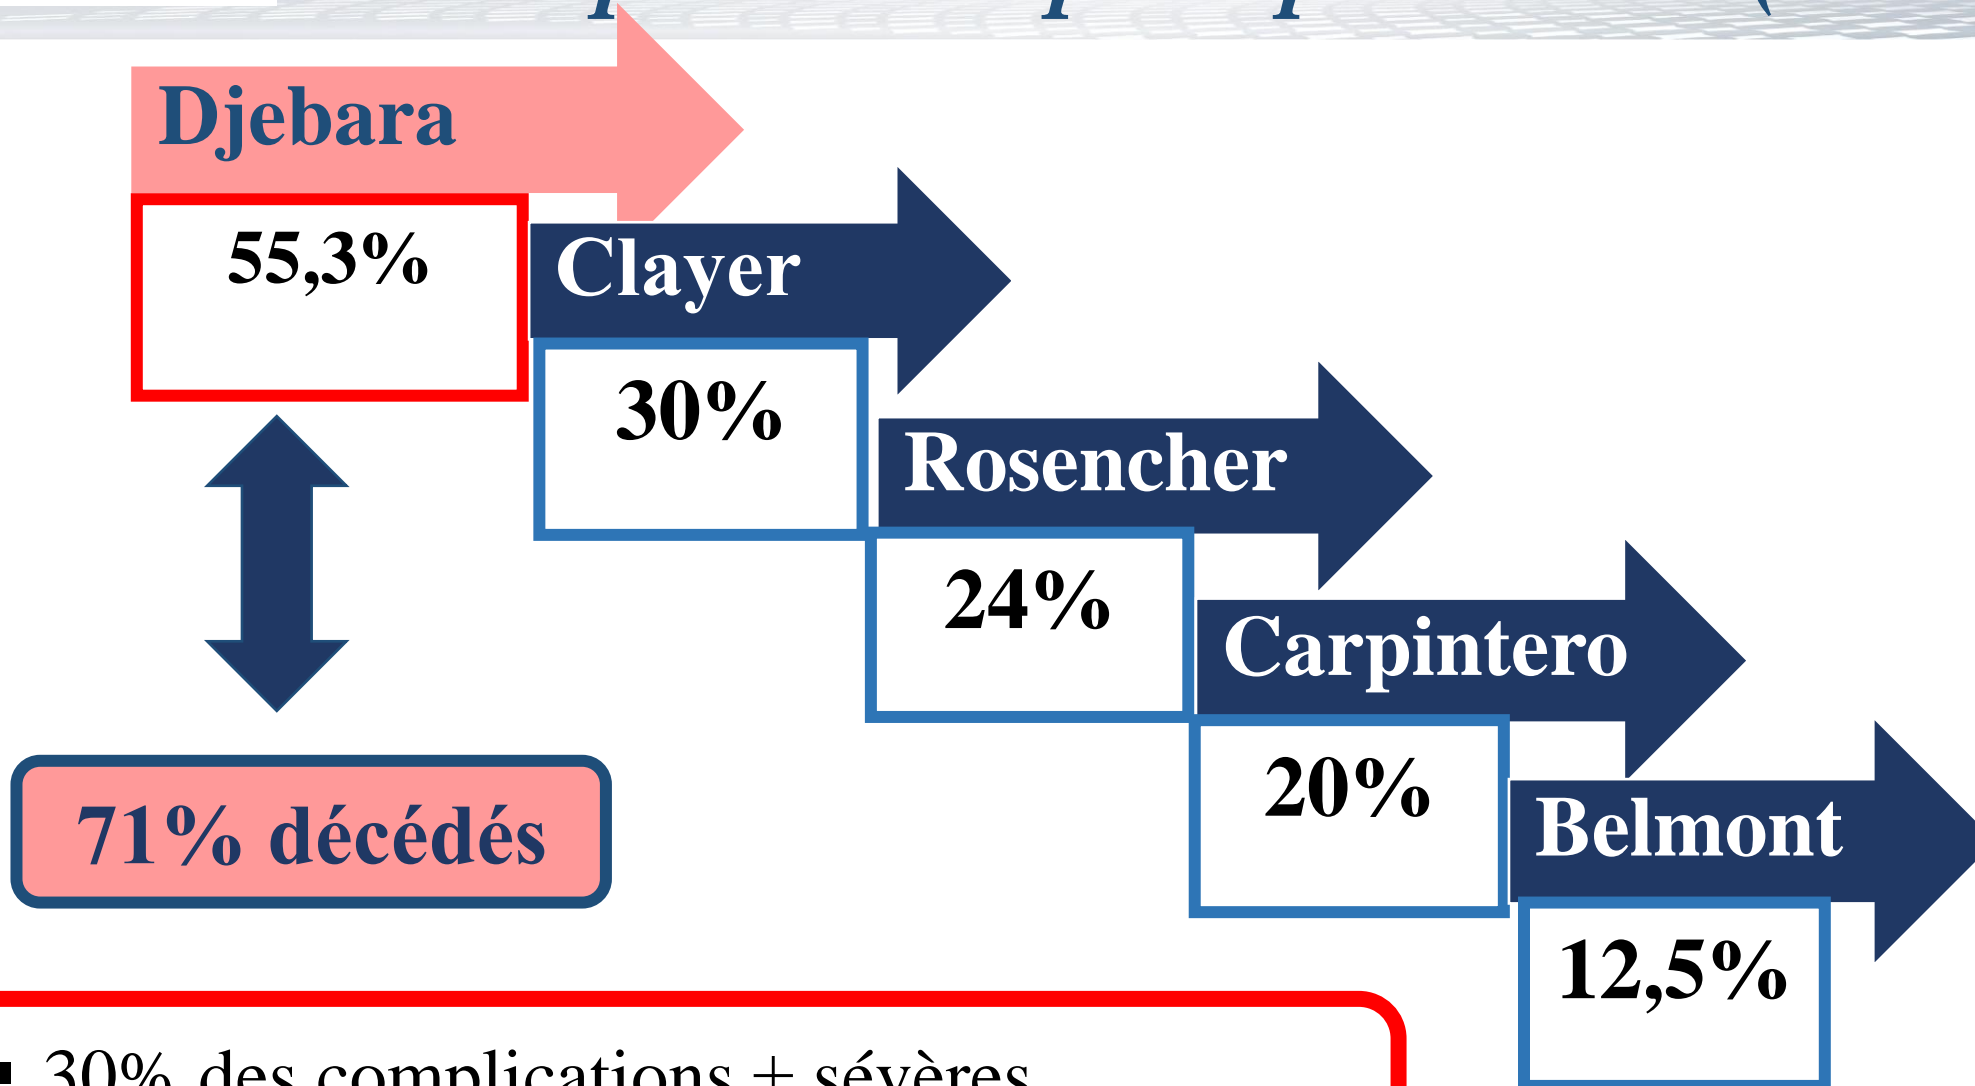 Djebara
55,3%
Clayer
30%
Rosencher
24%
Carpintero
20%
71% décédés
Belmont
12,5%
30% des complications + sévères